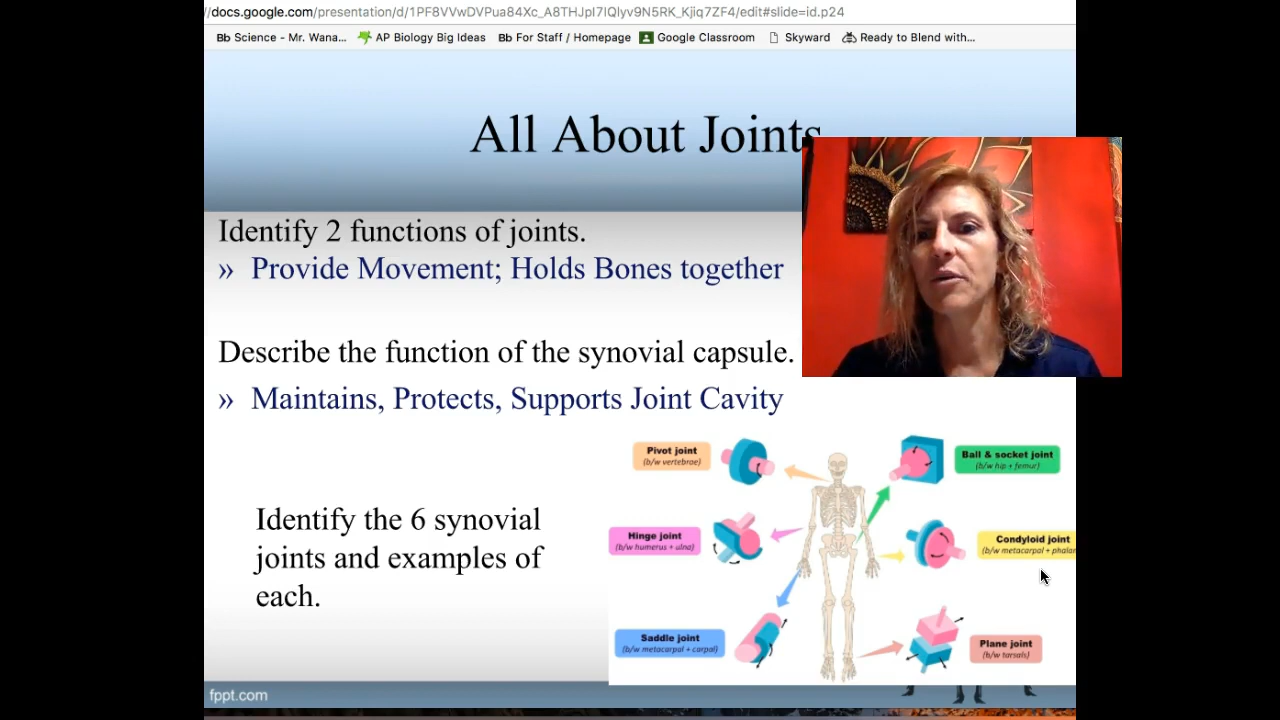 //docs.google.com/presentation/d/1PF8VVwDVPua84Xc_A8THJpI7IQlyv9N5RK_Kjiq7ZF4/edit#slide=id.p24
Bb Science - Mr. Wana... AP Biology Big Ideas Bb For Staff / Homepage Google Classroom Skyward Ready to Blend with...
All About Joints
Identify 2 functions of joints.
» Provide Movement; Holds Bones together
Describe the function of the synovial capsule.
» Maintains, Protects, Supports Joint Cavity
Identify the 6 synovial
joints and examples of
each.
Pivot joint
(b/w vertebrae)
Ball & socket joint
(b/w hip + femur)
Hinge joint
(b/w humerus + ulna)
Condyloid joint
(b/w metacarpal + phalan
Saddle joint
(b/w metacarpal + carpal)
Plane joint
(b/w tarsals)
fppt.com